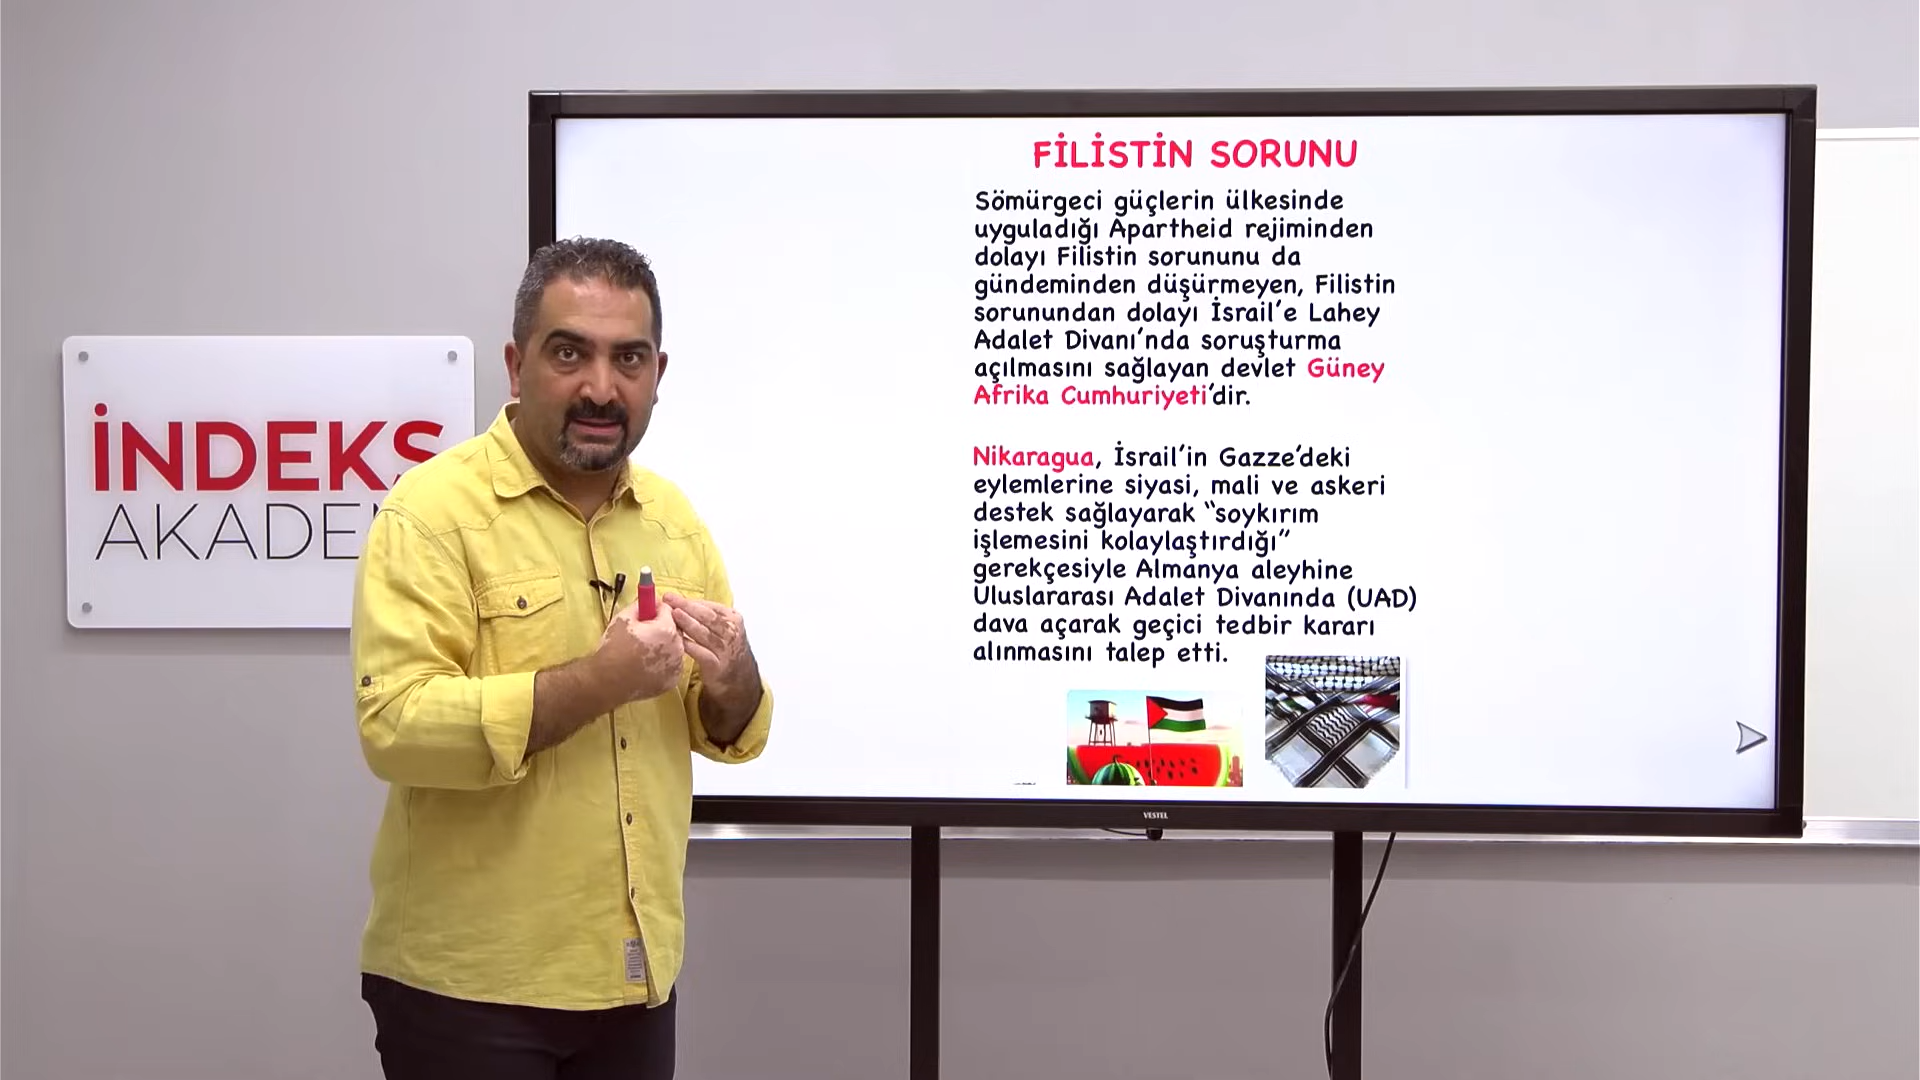 FİLİSTİN SORUNU
Sömürgeci güçlerin ülkesinde
uyguladığı Apartheid rejiminden
dolayı Filistin sorununu da
gündeminden düşürmeyen, Filistin
sorunundan dolayı İsrail'e Lahey
Adalet Divanı'nda soruşturma
açılmasını sağlayan devlet Güney
Afrika Cumhuriyeti'dir.
Nikaragua, İsrail'in Gazze'deki
eylemlerine siyasi, mali ve askeri
destek sağlayarak “soykırım
işlemesini kolaylaştırdığı”
gerekçesiyle Almanya aleyhine
Uluslararası Adalet Divanında (UAD)
dava açarak geçici tedbir kararı
alınmasını talep etti.
VESTEL
İNDEKS
AKADE